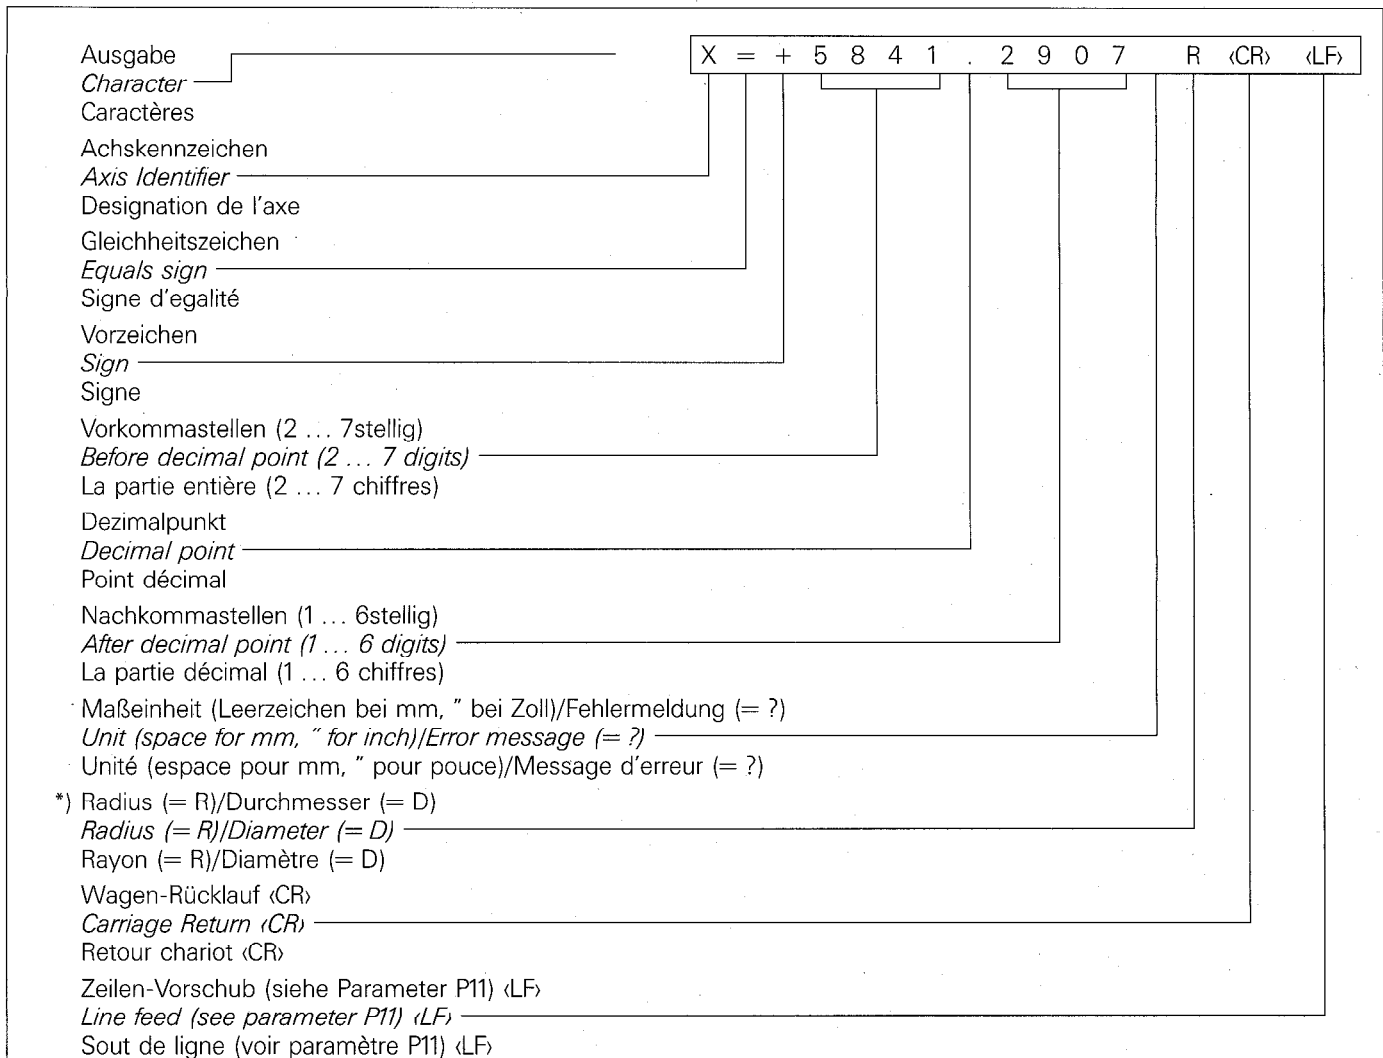 Ausgabe
X = + 5 8 4 1 . 2 9 0 7 R ‹CR› ‹LF›
Character
Caractères
Achskennzeichen
Axis Identifier
Designation de l'axe
Gleichheitszeichen
Equals sign
Signe d'egalité
Vorzeichen
Sign
Signe
Vorkommastellen (2 ... 7stellig)
Before decimal point (2 ... 7 digits)
La partie entière (2 ... 7 chiffres)
Dezimalpunkt
Decimal point
Point décimal
Nachkommastellen (1 ... 6stellig)
After decimal point (1 ... 6 digits)
La partie décimal (1 ... 6 chiffres)
Maßeinheit (Leerzeichen bei mm, " bei Zoll)/Fehlermeldung (= ?)
Unit (space for mm, " for inch)/Error message (= ?)
Unité (espace pour mm, " pour pouce)/Message d'erreur (= ?)
*) Radius (= R)/Durchmesser (= D)
Radius (= R)/Diameter (= D)
Rayon (= R)/Diamètre (= D)
Wagen-Rücklauf ‹CR›
Carriage Return ‹CR›
Retour chariot ‹CR›
Zeilen-Vorschub (siehe Parameter P11) ‹LF›
Line feed (see parameter P11) ‹LF›
Sout de ligne (voir paramètre P11) ‹LF›